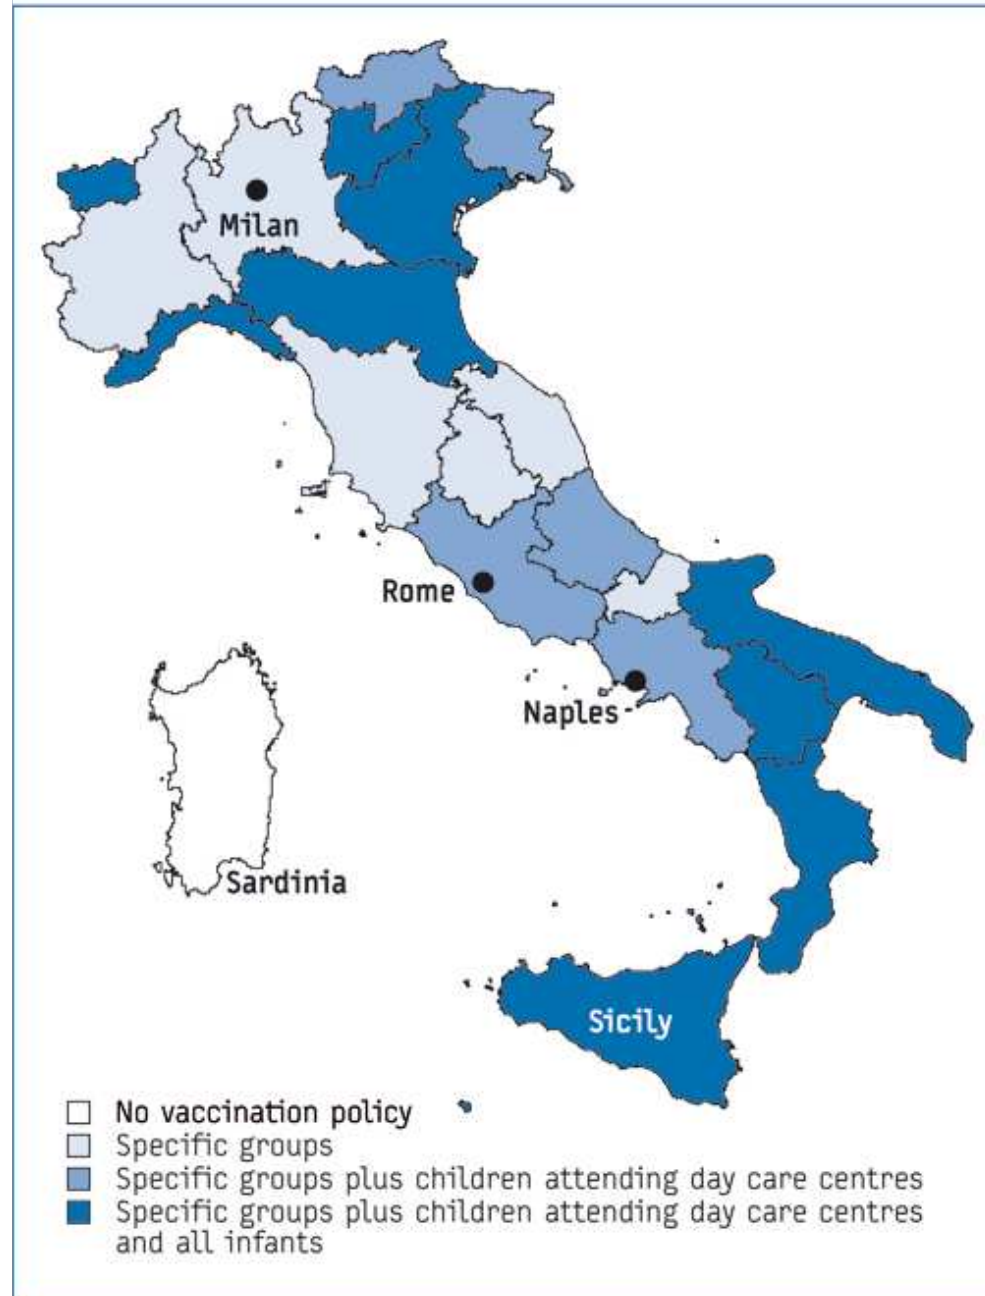 Milan
Rome
Naples
Sardinia
Sicily
No vaccination policy
Specific groups
Specific groups plus children attending day care centres
Specific groups plus children attending day care centres
and all infants